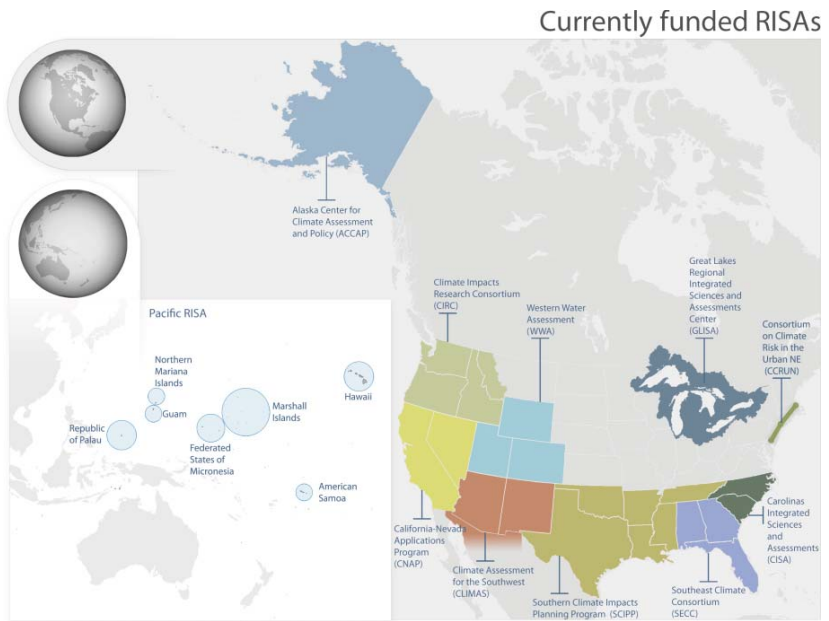 Currently funded RISAs
Alaska Center for
Climate Assessment
and Policy (ACCAP)
Pacific RISA
Northern
Mariana
Islands
Guam
Republic
of Palau
Federated
States of
Micronesia
Marshall
Islands
Hawaii
American
Samoa
Climate Impacts
Research Consortium
(CIRC)
Western Water
Assessment
(WWA)
Great Lakes
Regional
Integrated
Sciences and
Assessments
Center
(GLISA)
Consortium
on Climate
Risk in the
Urban NE
(CCRUN)
California-Nevada
Applications
Program
(CNAP)
Climate Assessment
for the Southwest
(CLIMAS)
Southern Climate Impacts
Planning Program (SCIPP)
Southeast Climate
Consortium
(SECC)
Carolinas
Integrated
Sciences
and
Assessments
(CISA)